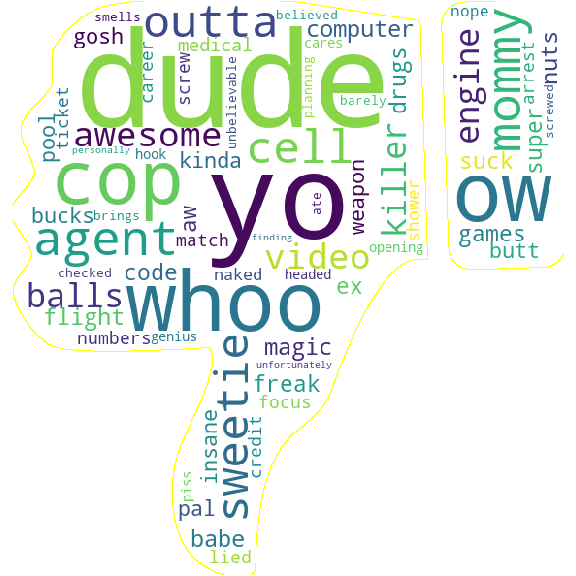 smells
outta
believed
nope
gosh
computer
mommy
career
medical
cares
dude
screw
unbelievable
planning
drugs
engine
arrest
nuts
screwed
ticket
pool
awesome
barely
super
personally
hook
kinda
cell
killer
suck
cop
yo
ate
weapon
shower
ow
bucks
brings
aw
match
finding
agent
video
opening
games
butt
checked
code
naked
headed
ex
balls
whoo
flight
numbers
genius
magic
unfortunately
sweetie
freak
focus
insane
credit
piss
pal
babe
lied